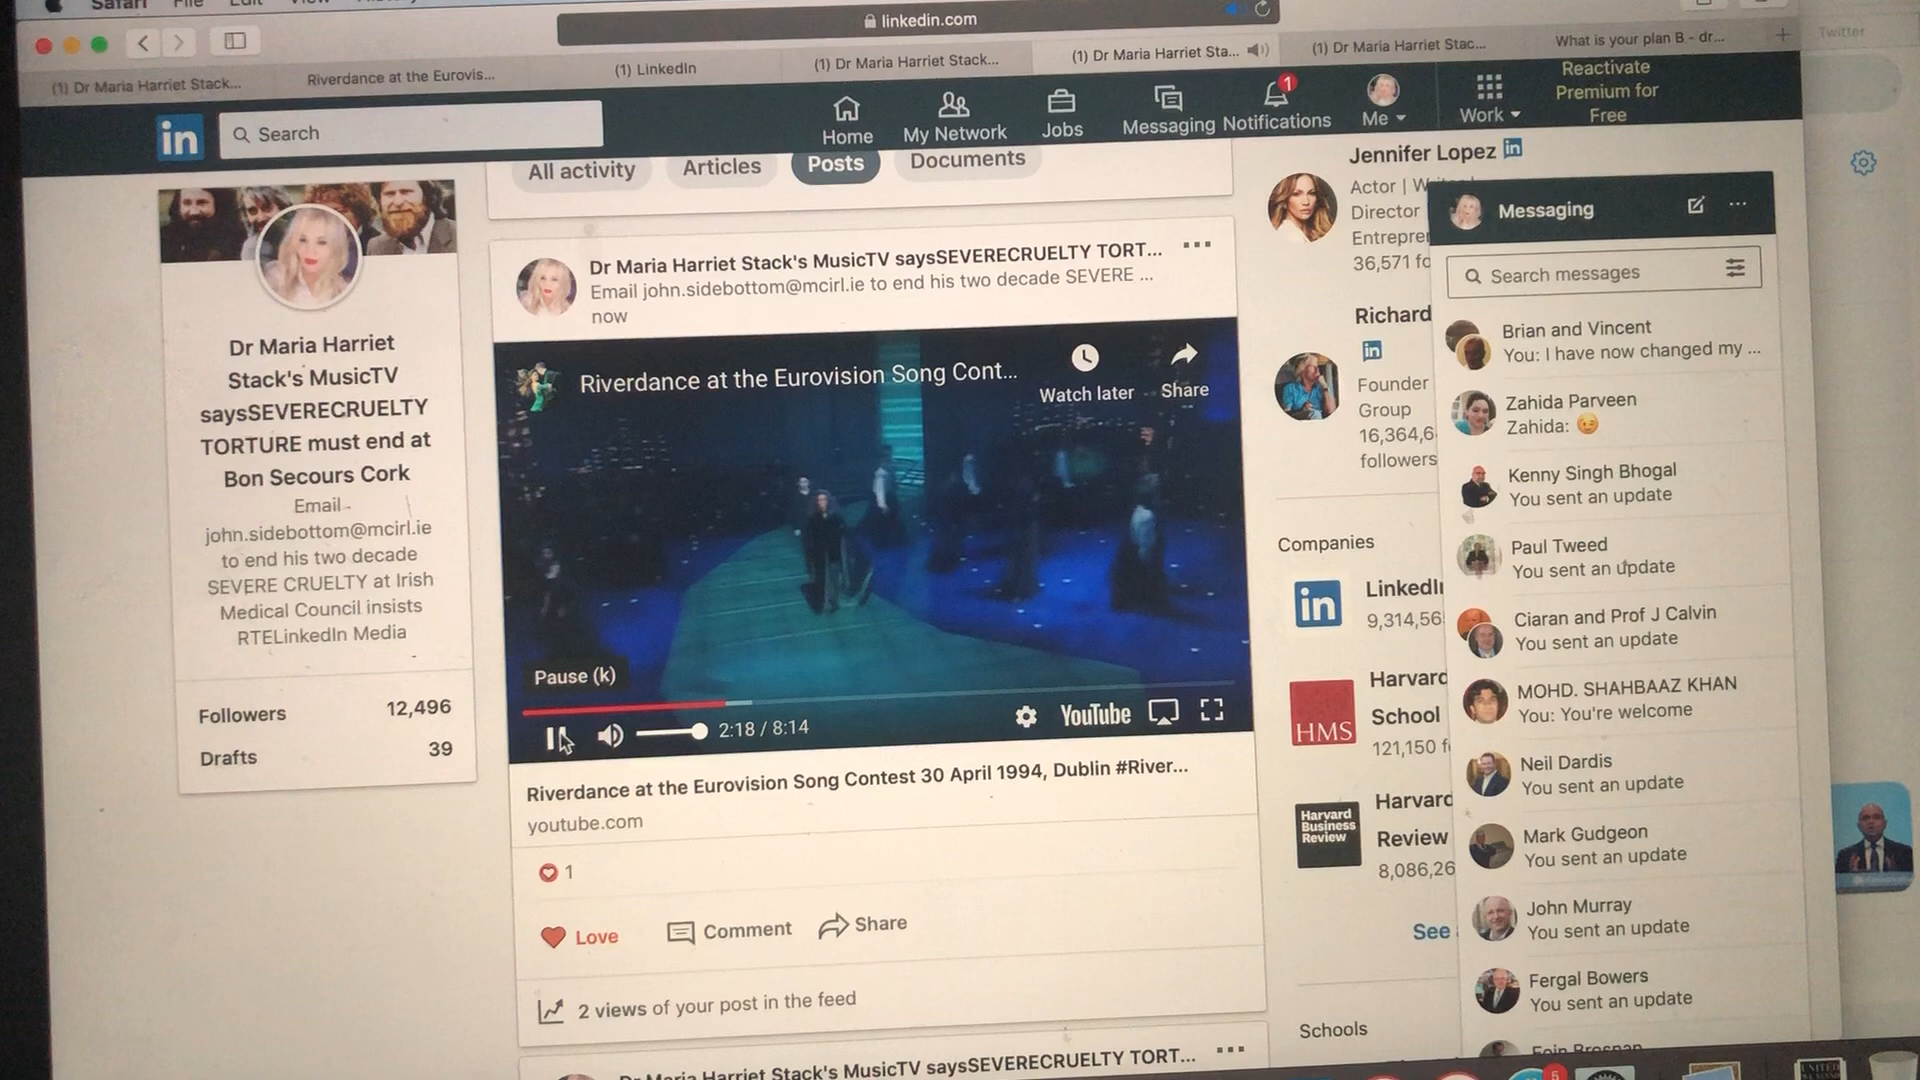 Safari File Edit View
linkedin.com
(1) Dr Maria Harriet Stack...
Riverdance at the Eurovis...
(1) LinkedIn
(1) Dr Maria Harriet Stack...
(1) Dr Maria Harriet Sta...
(1) Dr Maria Harriet Stac...
What is your plan B - dr...
Twitter
in
Search
Home
My Network
Jobs
Messaging
Notifications
1
Me
Work
Reactivate
Premium for
Free
All activity
Articles
Posts
Documents
Dr Maria Harriet
Stack's MusicTV
saysSEVERECRUELTY
TORTURE must end at
Bon Secours Cork
Email
john.sidebottom@mcirl.ie
to end his two decade
SEVERE CRUELTY at Irish
Medical Council insists
RTELinkedIn Media
Followers 12,496
Drafts 39
Dr Maria Harriet Stack's MusicTV saysSEVERECRUELTY TORT...
Email john.sidebottom@mcirl.ie to end his two decade SEVERE ...
now
Riverdance at the Eurovision Song Cont...
Watch later
Share
Pause (k)
2:18 / 8:14
YouTube
Riverdance at the Eurovision Song Contest 30 April 1994, Dublin #River...
youtube.com
1
Love
Comment
Share
2 views of your post in the feed
Dr Maria Harriet Stack's MusicTV saysSEVERECRUELTY TORT...
Jennifer Lopez in
Actor |
Director
36,571
Richard
in
Founder
Group
16,364,6
followers
Companies
in
LinkedIn
9,314,56
HMS
Harvard
School
121,150
Harvard
Business
Review
Harvard
Review
8,086,26
See
Schools
Messaging
Search messages
Brian and Vincent
You: I have now changed my ...
Zahida Parveen
Zahida: 😉
Kenny Singh Bhogal
You sent an update
Paul Tweed
You sent an update
Ciaran and Prof J Calvin
You sent an update
MOHD. SHAHBAAZ KHAN
You: You're welcome
Neil Dardis
You sent an update
Mark Gudgeon
You sent an update
John Murray
You sent an update
Fergal Bowers
You sent an update
Eoin Brosnan
5
UNITED